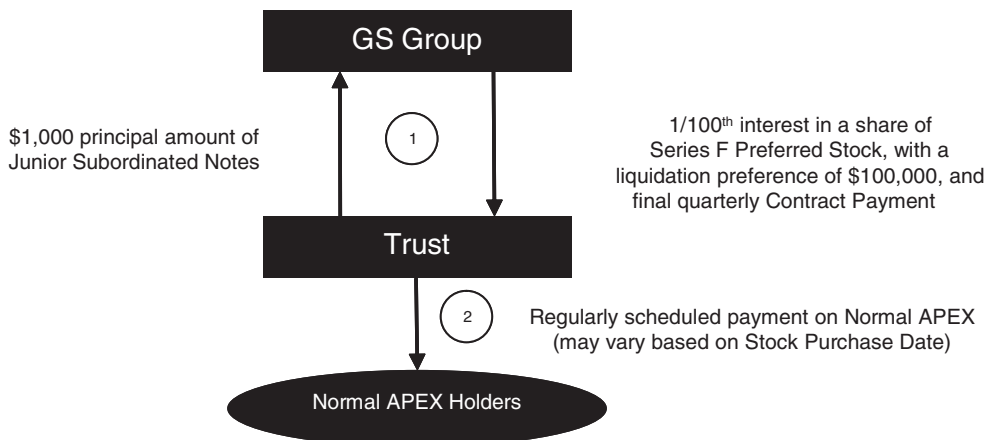 GS Group
$1,000 principal amount of
Junior Subordinated Notes
1
1/100th interest in a share of
Series F Preferred Stock, with a
liquidation preference of $100,000, and
final quarterly Contract Payment
Trust
2
Regularly scheduled payment on Normal APEX
(may vary based on Stock Purchase Date)
Normal APEX Holders